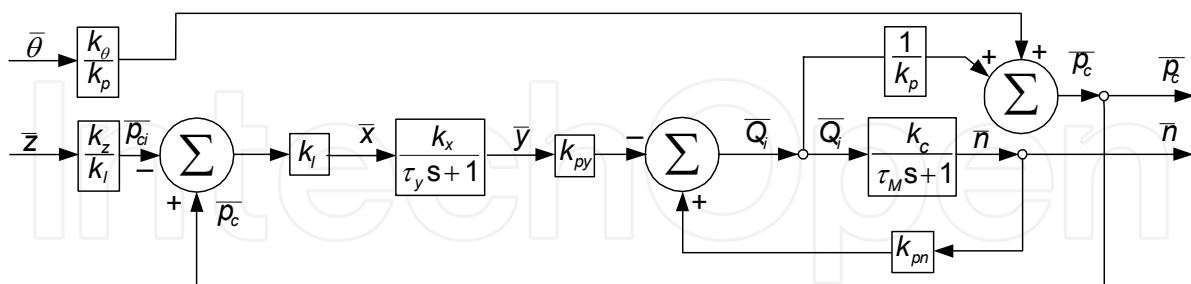 θ̅
k_θ
k_p
1
k_p
+
+
Σ
p̅_c
p̅_c
z̅
k_z
k_l
p̅_ci
−
Σ
+
p̅_c
k_l
x̅
k_x
τ_y s+1
y̅
k_py
−
Σ
+
Q̅_i
Q̅_i
k_c
τ_M s+1
n̅
n̅
k_pn
IntechOpen